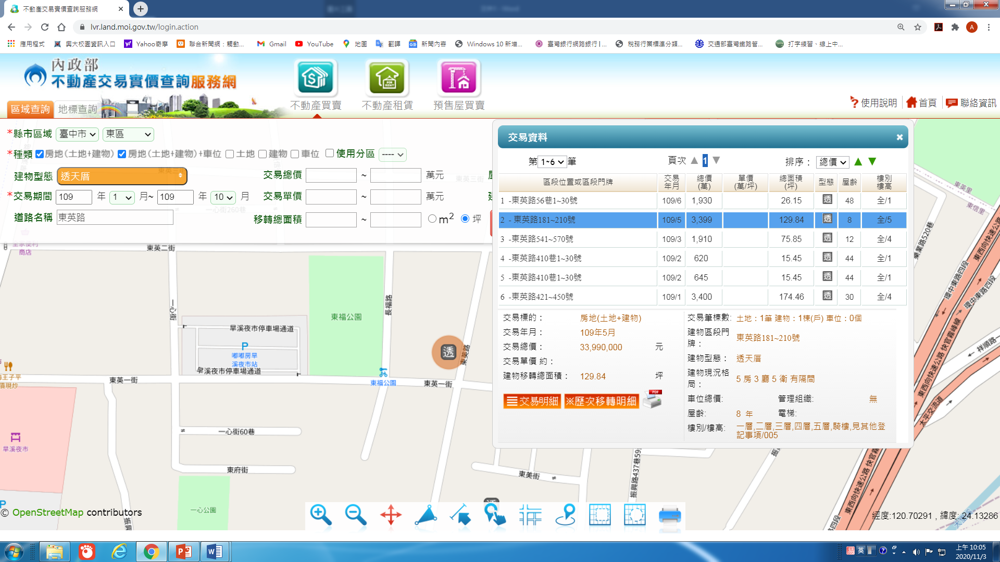 不動產交易實價查詢服務網
lvr.land.moi.gov.tw/login.action
應用程式 興大校園資訊入口 Yahoo奇摩 聯合新聞網：觸動... Gmail YouTube 地圖 翻譯 新聞內容 Windows 10 新增... 臺灣銀行網路銀行|... 稅務行業標準分類... 交通部臺灣鐵路管... 打字練習、線上中...
內政部
不動產交易實價查詢服務網
不動產買賣 不動產租賃 預售屋買賣
區域查詢 地標查詢
使用說明 首頁 聯絡資訊
*縣市區域 臺中市 東區
*種類 房地(土地+建物) 房地(土地+建物)+車位 土地 建物 車位 使用分區 ----
建物型態 透天厝 交易總價 ~ 萬元
*交易期間 109 年 1 月~ 109 年 10 月 交易單價 ~ 萬元
道路名稱 東英路 移轉總面積 ~ m2 坪
交易資料
第 1~6 筆 頁次 1 排序： 總價
區段位置或區段門牌 交易年月 總價(萬) 單價(萬/坪) 總面積(坪) 型態 屋齡 樓別樓高
1 -東英路56巷1~30號 109/6 1,930 26.15 透 48 全/1
2 - 東英路181~210號 109/5 3,399 129.84 透 8 全/5
3 -東英路541~570號 109/3 1,910 75.85 透 12 全/4
4 -東英路410巷1~30號 109/2 620 15.45 透 44 全/1
5 -東英路410巷1~30號 109/2 645 15.45 透 44 全/1
6 -東英路421~450號 109/1 3,400 174.46 透 30 全/4
交易標的： 房地(土地+建物)
交易年月： 109年5月
交易總價： 33,990,000 元
交易單價 約：
建物移轉總面積： 129.84 坪
交易明細 ※歷次移轉明細 PDF
交易筆棟數: 土地：1筆 建物：1棟(戶) 車位：0個
建物區段門牌： 東英路181~210號
建物型態： 透天厝
建物現況格局： 5 房 3 廳 5 衛 有隔間
車位總價: 管理組織: 無
屋齡: 8 年 電梯:
樓別/樓高: 一層,二層,三層,四層,五層,騎樓,見其他登
記事項/005
東英三街
一心街260巷
全家便利
商店
東英二街
一心街
長福路
東福公園
旱溪夜市停車場通道
P
嘟嘟房旱
溪夜市站
旱溪夜市停車場通道
東英一街
東福公園
東英一街
透
東英路
一心街60巷
旱溪夜市
東府街
一心公園
東美街
振興路437巷59
東英里
東信里
樂業路520巷
環中東路四段
環中東路四段
東西向快速公路
東西向快速公路 快官霧峰線
太平交流道
祥順路一
東西向快速公路 快官霧
© OpenStreetMap contributors
經度:120.70291 , 緯度: 24.13286
英
上午 10:05
2020/11/3